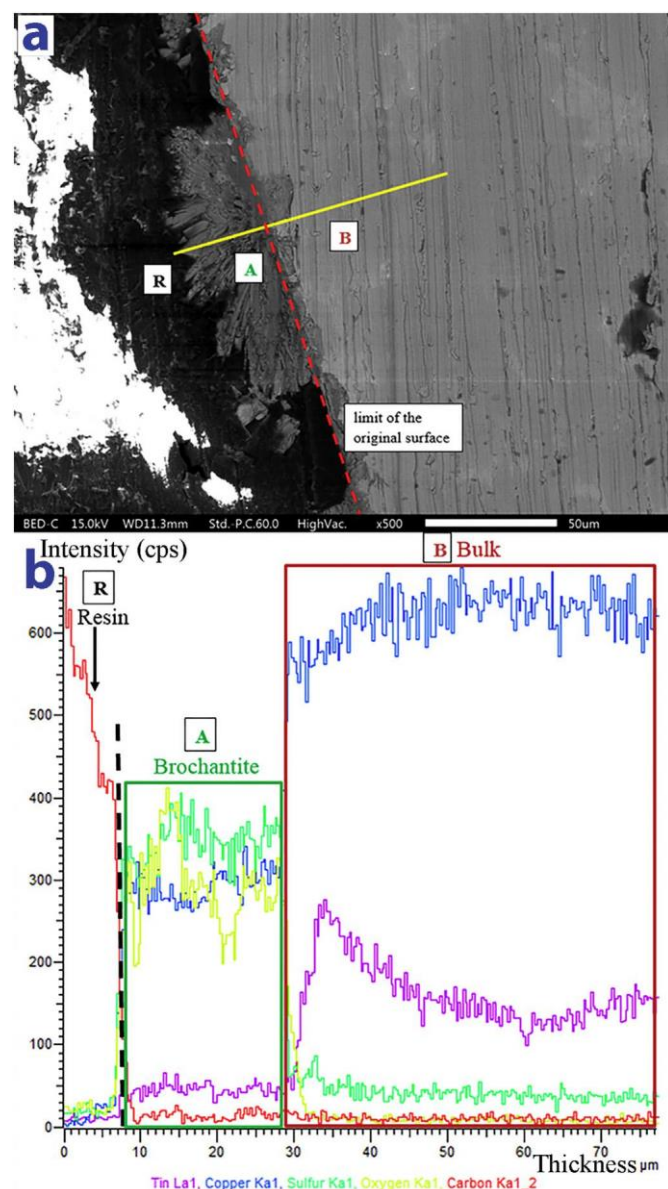 a
R
A
B
limit of the
original surface
BED-C 15.0kV WD11.3mm Std.-P.C.60.0 HighVac. x500 50um
b
Intensity (cps)
B Bulk
R
Resin
A
Brochantite
600
500
400
300
200
100
0
0 10 20 30 40 50 60 70
Thickness μm
Tin La1, Copper Ka1, Sulfur Ka1, Oxygen Ka1, Carbon Ka1_2